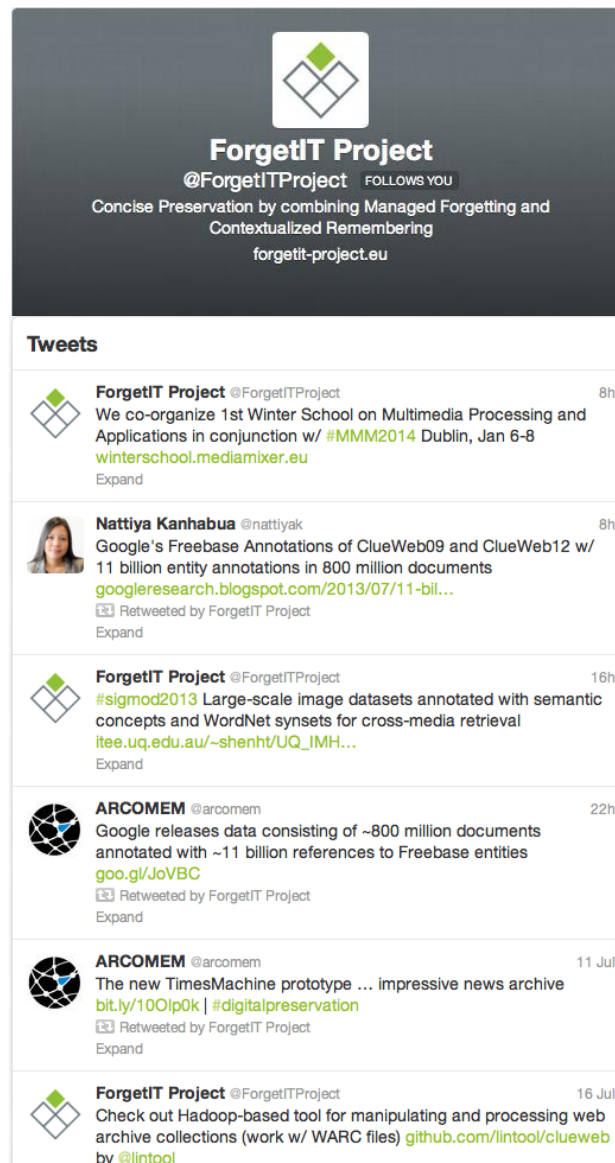 ForgetIT Project
@ForgetITProject FOLLOWS YOU
Concise Preservation by combining Managed Forgetting and
Contextualized Remembering
forgetit-project.eu
Tweets
ForgetIT Project @ForgetITProject 8h
We co-organize 1st Winter School on Multimedia Processing and
Applications in conjunction w/ #MMM2014 Dublin, Jan 6-8
winterschool.mediamixer.eu
Expand
Nattiya Kanhabua @nattiyak 8h
Google's Freebase Annotations of ClueWeb09 and ClueWeb12 w/
11 billion entity annotations in 800 million documents
googleresearch.blogspot.com/2013/07/11-bil…
Retweeted by ForgetIT Project
Expand
ForgetIT Project @ForgetITProject 16h
#sigmod2013 Large-scale image datasets annotated with semantic
concepts and WordNet synsets for cross-media retrieval
itee.uq.edu.au/~shenht/UQ_IMH…
Expand
ARCOMEM @arcomem 22h
Google releases data consisting of ~800 million documents
annotated with ~11 billion references to Freebase entities
goo.gl/JoVBC
Retweeted by ForgetIT Project
Expand
ARCOMEM @arcomem 11 Jul
The new TimesMachine prototype … impressive news archive
bit.ly/10Olp0k | #digitalpreservation
Retweeted by ForgetIT Project
Expand
ForgetIT Project @ForgetITProject 16 Jul
Check out Hadoop-based tool for manipulating and processing web
archive collections (work w/ WARC files) github.com/lintool/clueweb
by @lintool